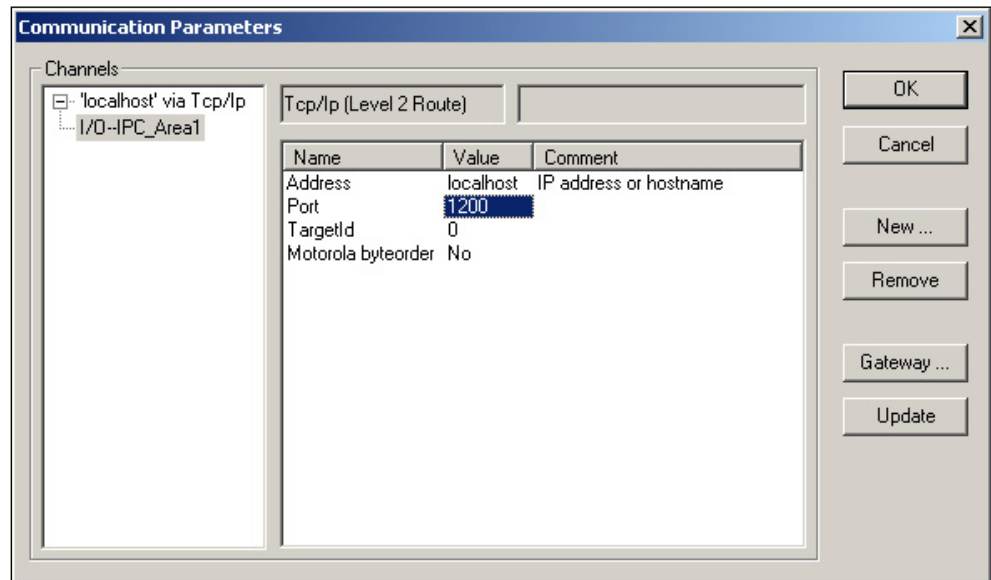 Communication Parameters
Channels
'localhost' via Tcp/Ip
I/O--IPC_Area1
Tcp/Ip (Level 2 Route)
Name Value Comment
Address localhost IP address or hostname
Port 1200
TargetId 0
Motorola byteorder No
OK
Cancel
New ...
Remove
Gateway ...
Update